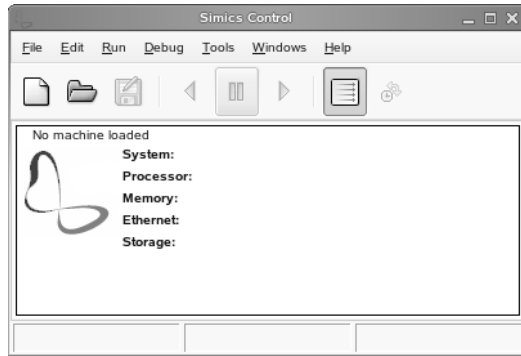 Simics Control
File Edit Run Debug Tools Windows Help
No machine loaded
System:
Processor:
Memory:
Ethernet:
Storage: